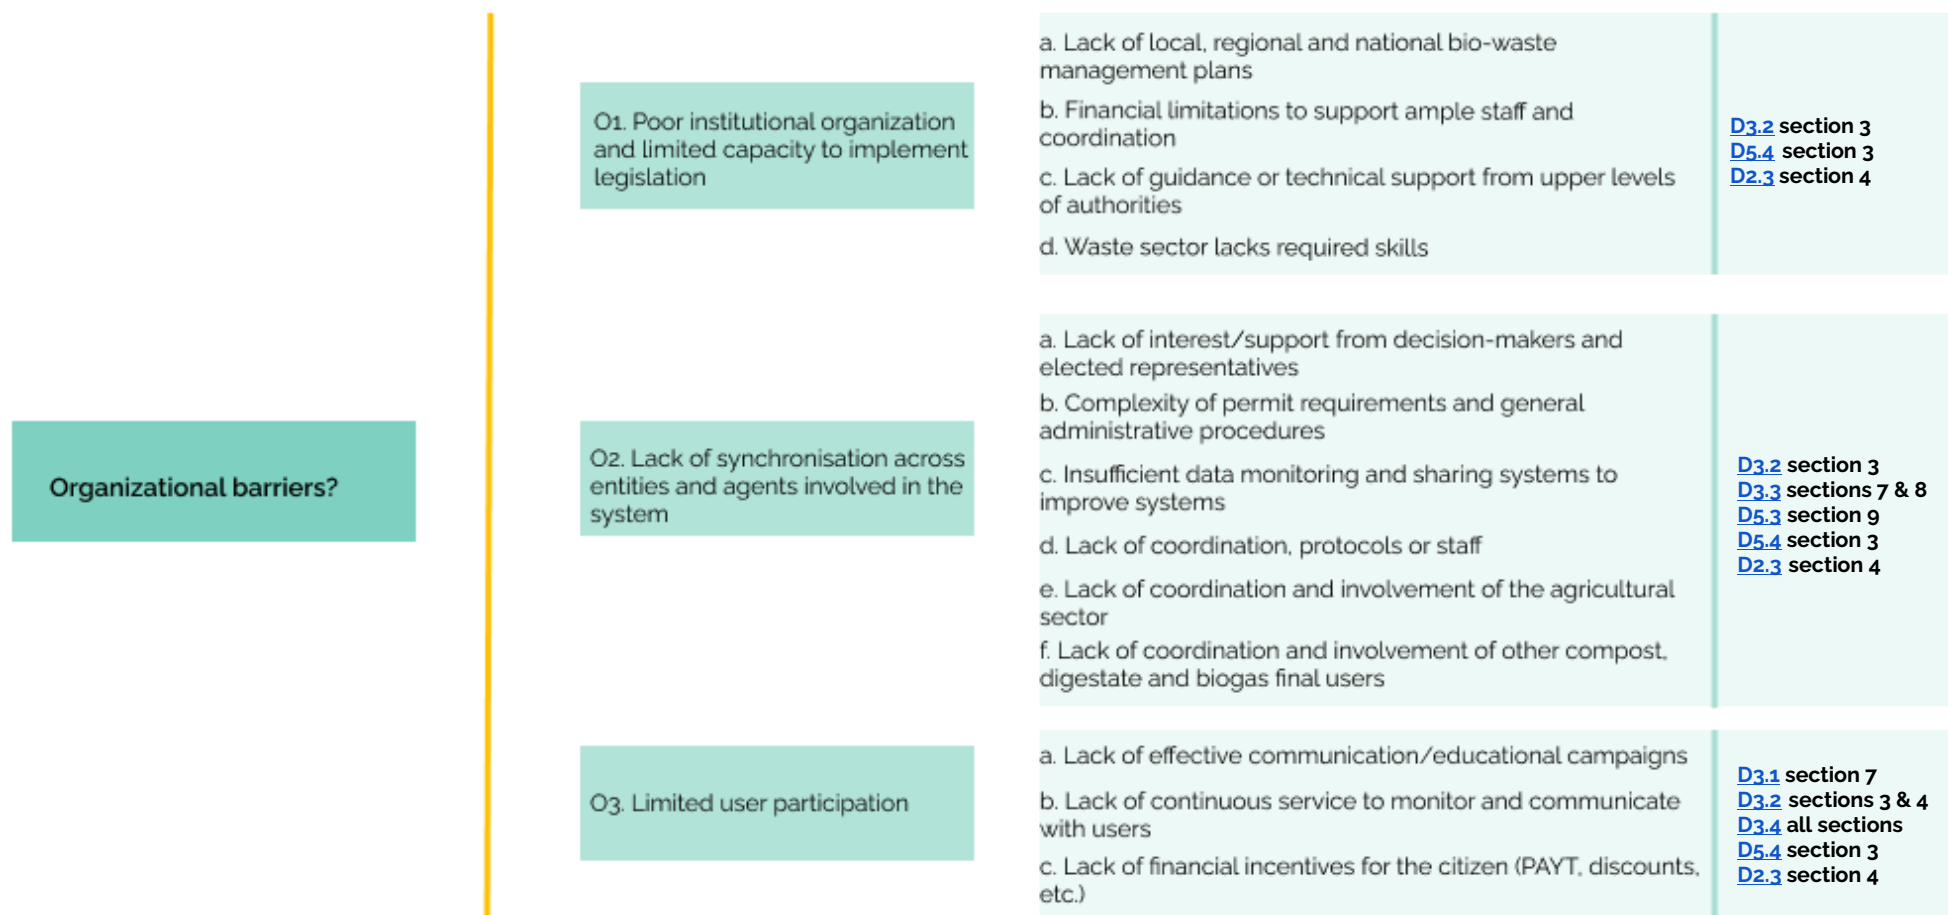 Organizational barriers?
O1. Poor institutional organization
and limited capacity to implement
legislation
a. Lack of local, regional and national bio-waste
management plans
b. Financial limitations to support ample staff and
coordination
c. Lack of guidance or technical support from upper levels
of authorities
d. Waste sector lacks required skills
D3.2 section 3
D5.4 section 3
D2.3 section 4
O2. Lack of synchronisation across
entities and agents involved in the
system
a. Lack of interest/support from decision-makers and
elected representatives
b. Complexity of permit requirements and general
administrative procedures
c. Insufficient data monitoring and sharing systems to
improve systems
d. Lack of coordination, protocols or staff
e. Lack of coordination and involvement of the agricultural
sector
f. Lack of coordination and involvement of other compost,
digestate and biogas final users
D3.2 section 3
D3.3 sections 7 & 8
D5.3 section 9
D5.4 section 3
D2.3 section 4
O3. Limited user participation
a. Lack of effective communication/educational campaigns
b. Lack of continuous service to monitor and communicate
with users
c. Lack of financial incentives for the citizen (PAYT, discounts,
etc.)
D3.1 section 7
D3.2 sections 3 & 4
D3.4 all sections
D5.4 section 3
D2.3 section 4